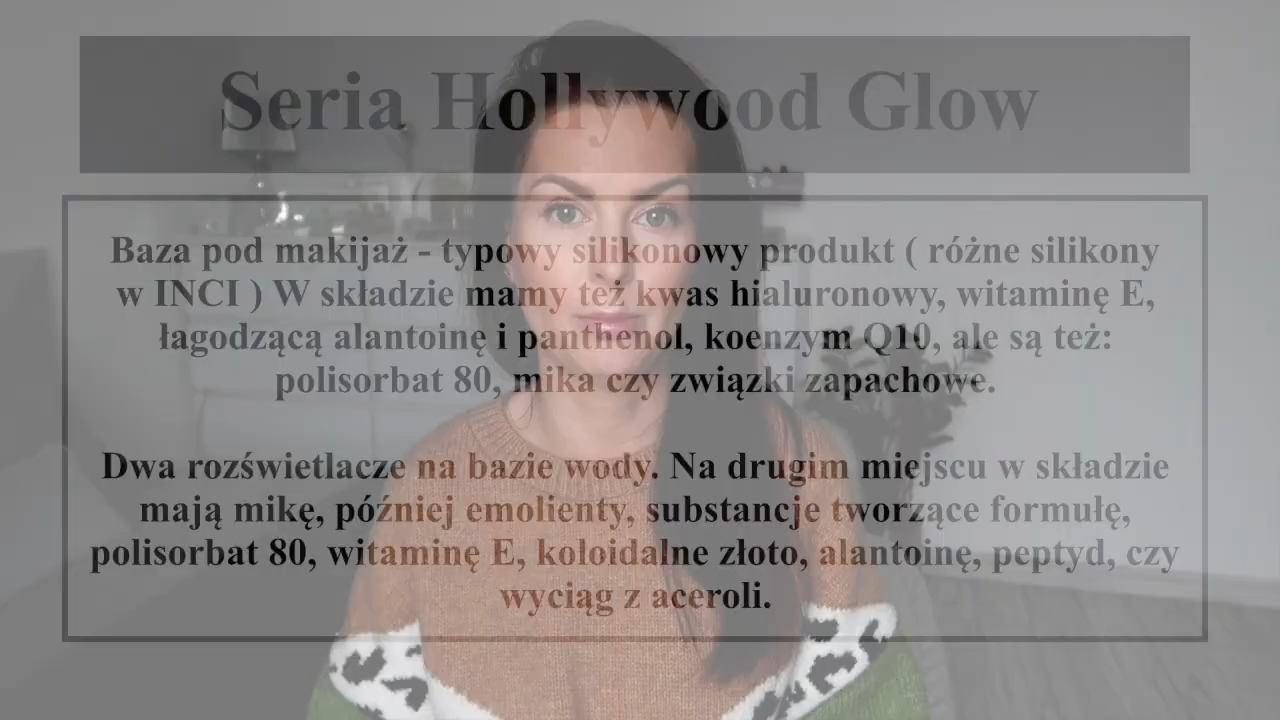 Seria Hollywood Glow
Baza pod makijaż - typowy silikonowy produkt ( różne silikony
w INCI ) W składzie mamy też kwas hialuronowy, witaminę E,
łagodzącą alantoinę i panthenol, koenzym Q10, ale są też:
polisorbat 80, mika czy związki zapachowe.
Dwa rozświetlacze na bazie wody. Na drugim miejscu w składzie
mają mikę, później emolienty, substancje tworzące formułę,
polisorbat 80, witaminę E, koloidalne złoto, alantoinę, peptyd, czy
wyciąg z aceroli.